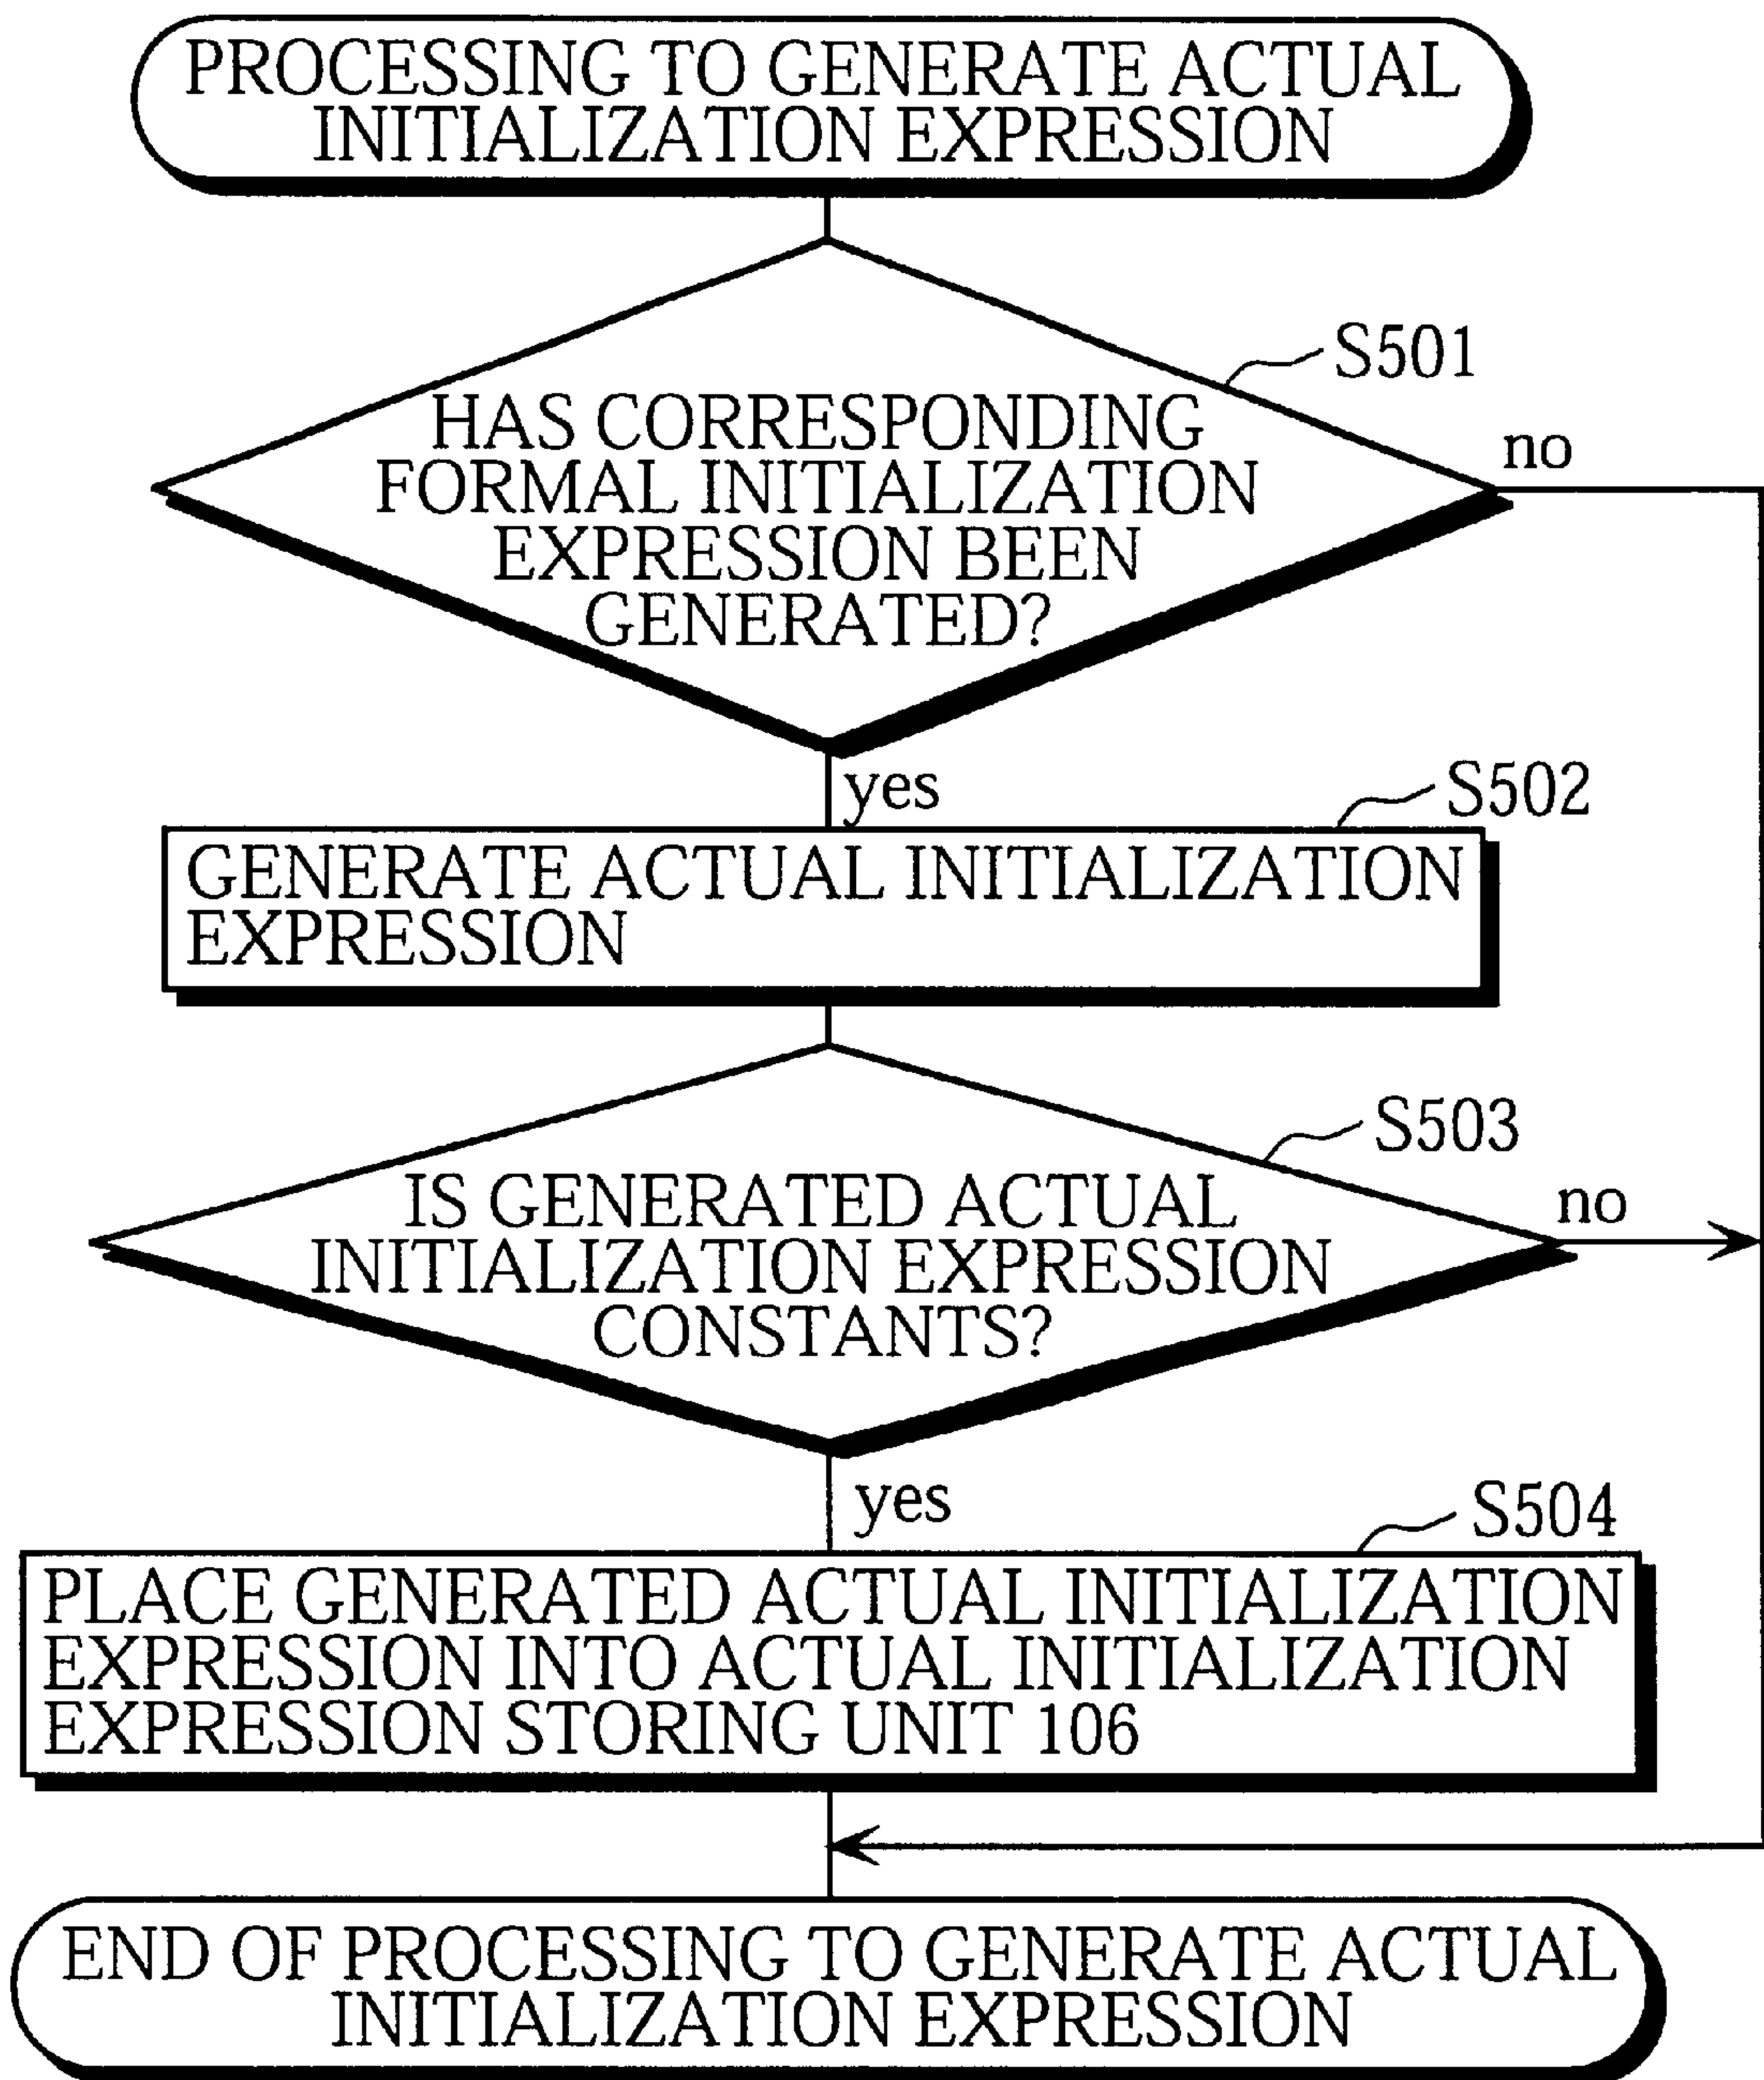 PROCESSING TO GENERATE ACTUAL
INITIALIZATION EXPRESSION
S501
HAS CORRESPONDING
FORMAL INITIALIZATION
EXPRESSION BEEN
GENERATED?
no
yes
S502
GENERATE ACTUAL INITIALIZATION
EXPRESSION
S503
IS GENERATED ACTUAL
INITIALIZATION EXPRESSION
CONSTANTS?
no
yes
S504
PLACE GENERATED ACTUAL INITIALIZATION
EXPRESSION INTO ACTUAL INITIALIZATION
EXPRESSION STORING UNIT 106
END OF PROCESSING TO GENERATE ACTUAL
INITIALIZATION EXPRESSION